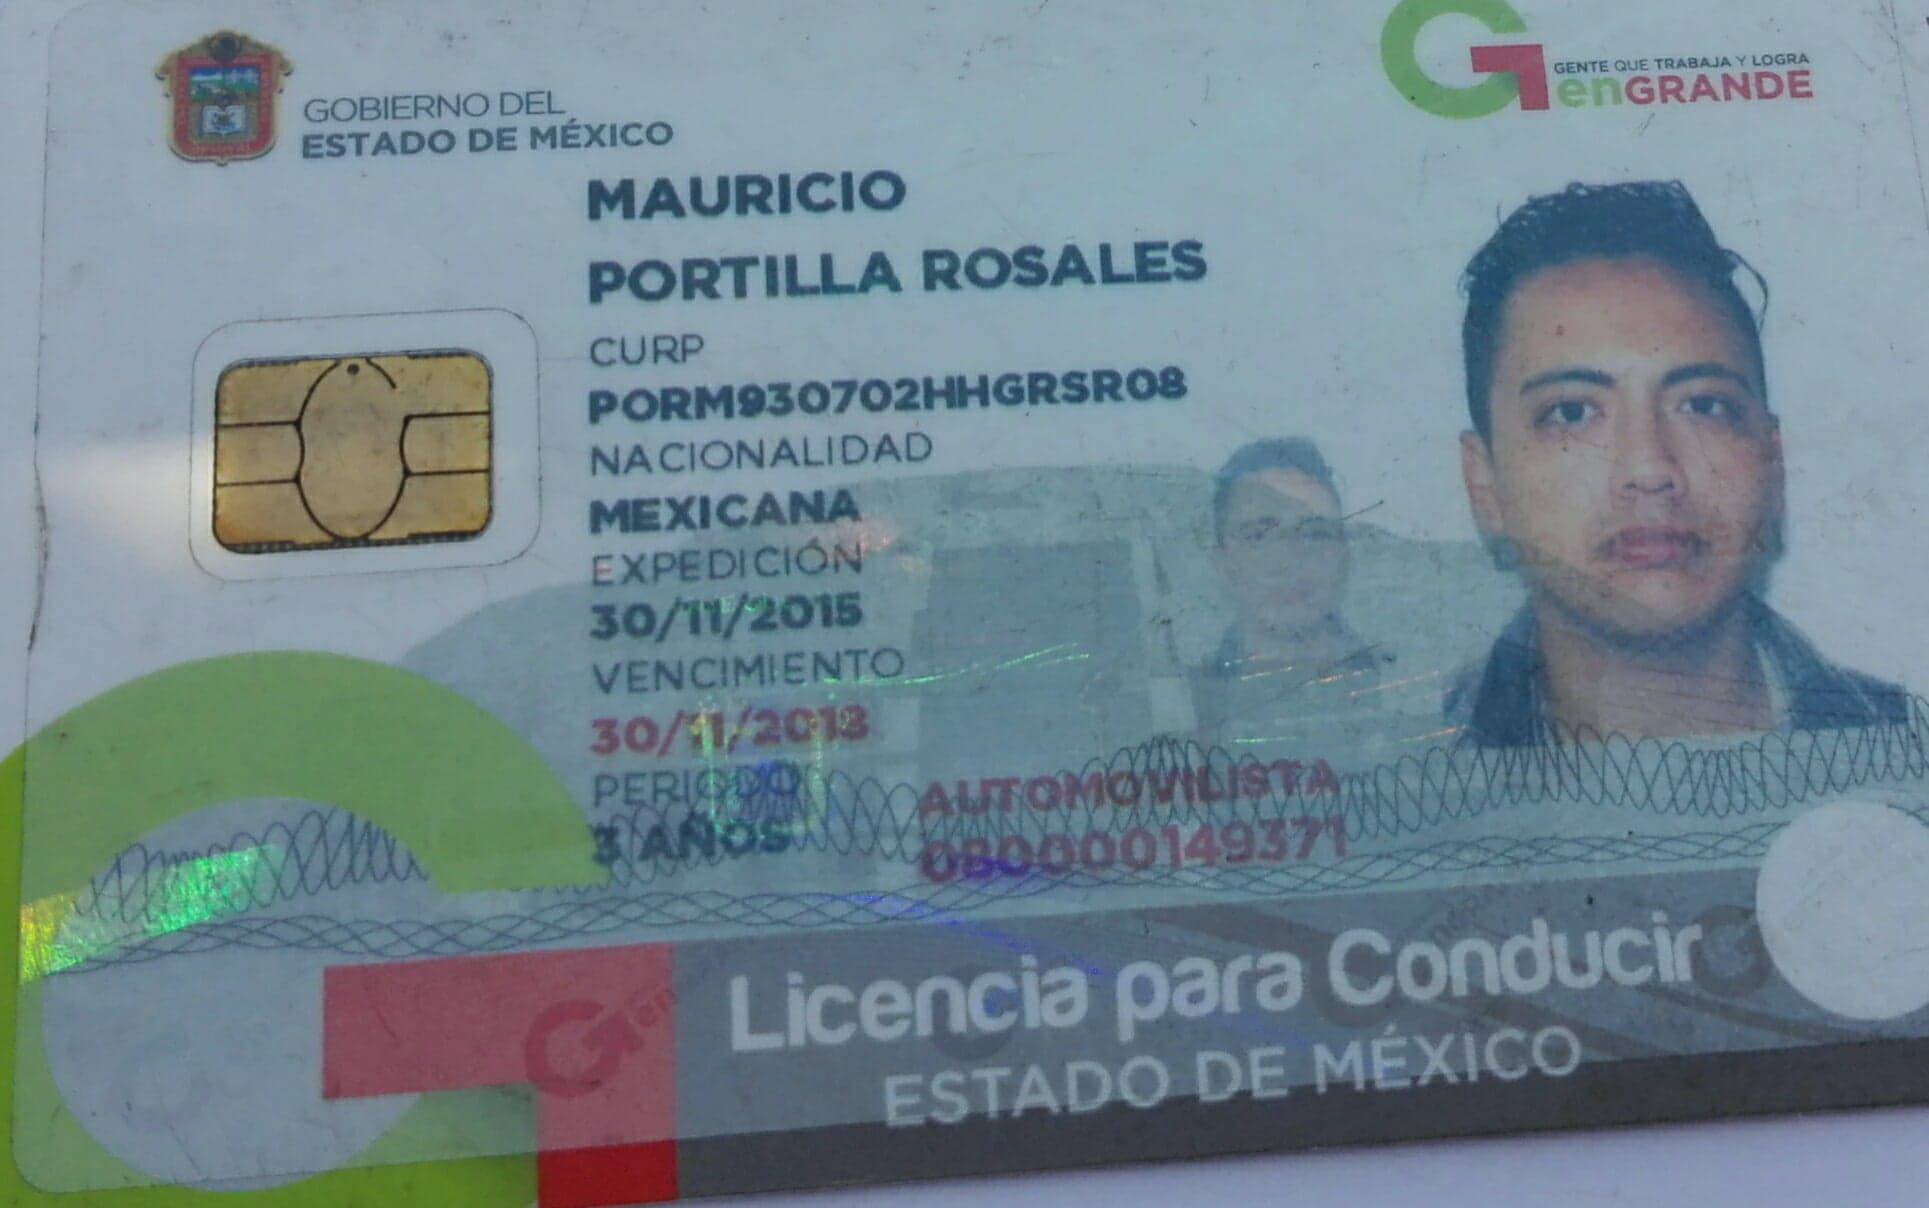 GOBIERNO DEL
ESTADO DE MÉXICO
GENTE QUE TRABAJA Y LOGRA
enGRANDE
MAURICIO
PORTILLA ROSALES
CURP
PORM930702HHGRSR08
NACIONALIDAD
MEXICANA
EXPEDICIÓN
30/11/2015
VENCIMIENTO
30/11/2018
PERIODO
3 AÑOS
AUTOMOVILISTA
0B0000149371
Licencia para Conducir
ESTADO DE MÉXICO